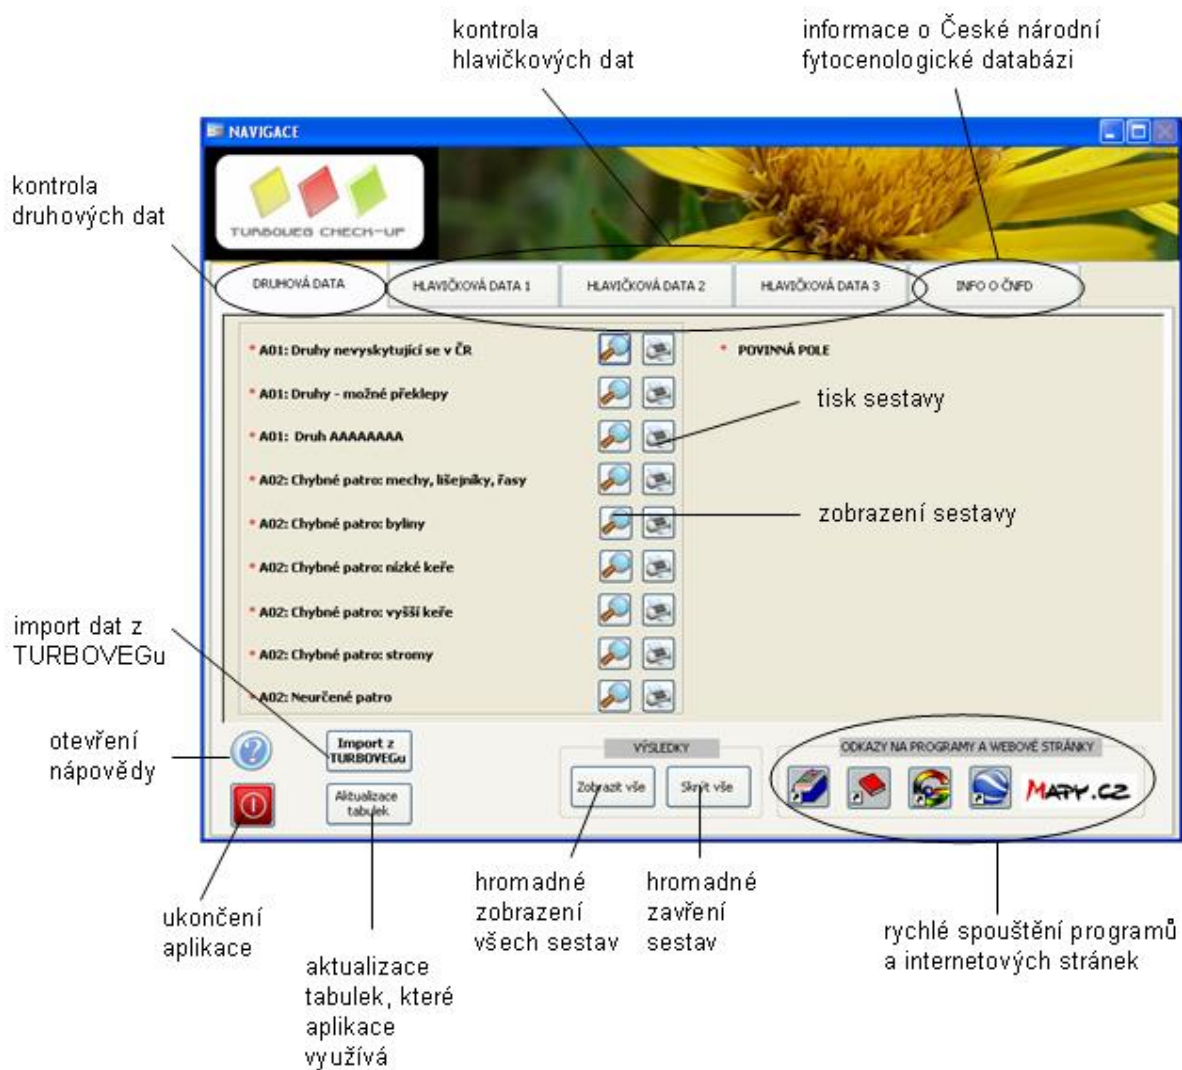 kontrola
hlavičkových dat
informace o České národní
fytocenologické databázi
NAVIGACE
kontrola
druhových dat
TURBOVEG CHECK-UP
DRUHOVÁ DATA
HLAVIČKOVÁ DATA 1
HLAVIČKOVÁ DATA 2
HLAVIČKOVÁ DATA 3
INFO O ČNFD
* A01: Druhy nevyskytující se v ČR
* POVINNÁ POLE
* A01: Druhy - možné překlepy
tisk sestavy
* A01: Druh AAAAAAAA
* A02: Chybné patro: mechy, lišejníky, řasy
* A02: Chybné patro: byliny
zobrazení sestavy
* A02: Chybné patro: nízké keře
* A02: Chybné patro: vyšší keře
import dat z
TURBOVEGu
* A02: Chybné patro: stromy
* A02: Neurčené patro
otevření
nápovědy
Import z
TURBOVEGu
Aktualizace
tabulek
VÝSLEDKY
Zobrazit vše
Skrýt vše
ODKAZY NA PROGRAMY A WEBOVÉ STRÁNKY
MAPY.CZ
ukončení
aplikace
aktualizace
tabulek, které
aplikace
využívá
hromadné
zobrazení
všech sestav
hromadné
zavření
sestav
rychlé spouštění programů
a internetových stránek